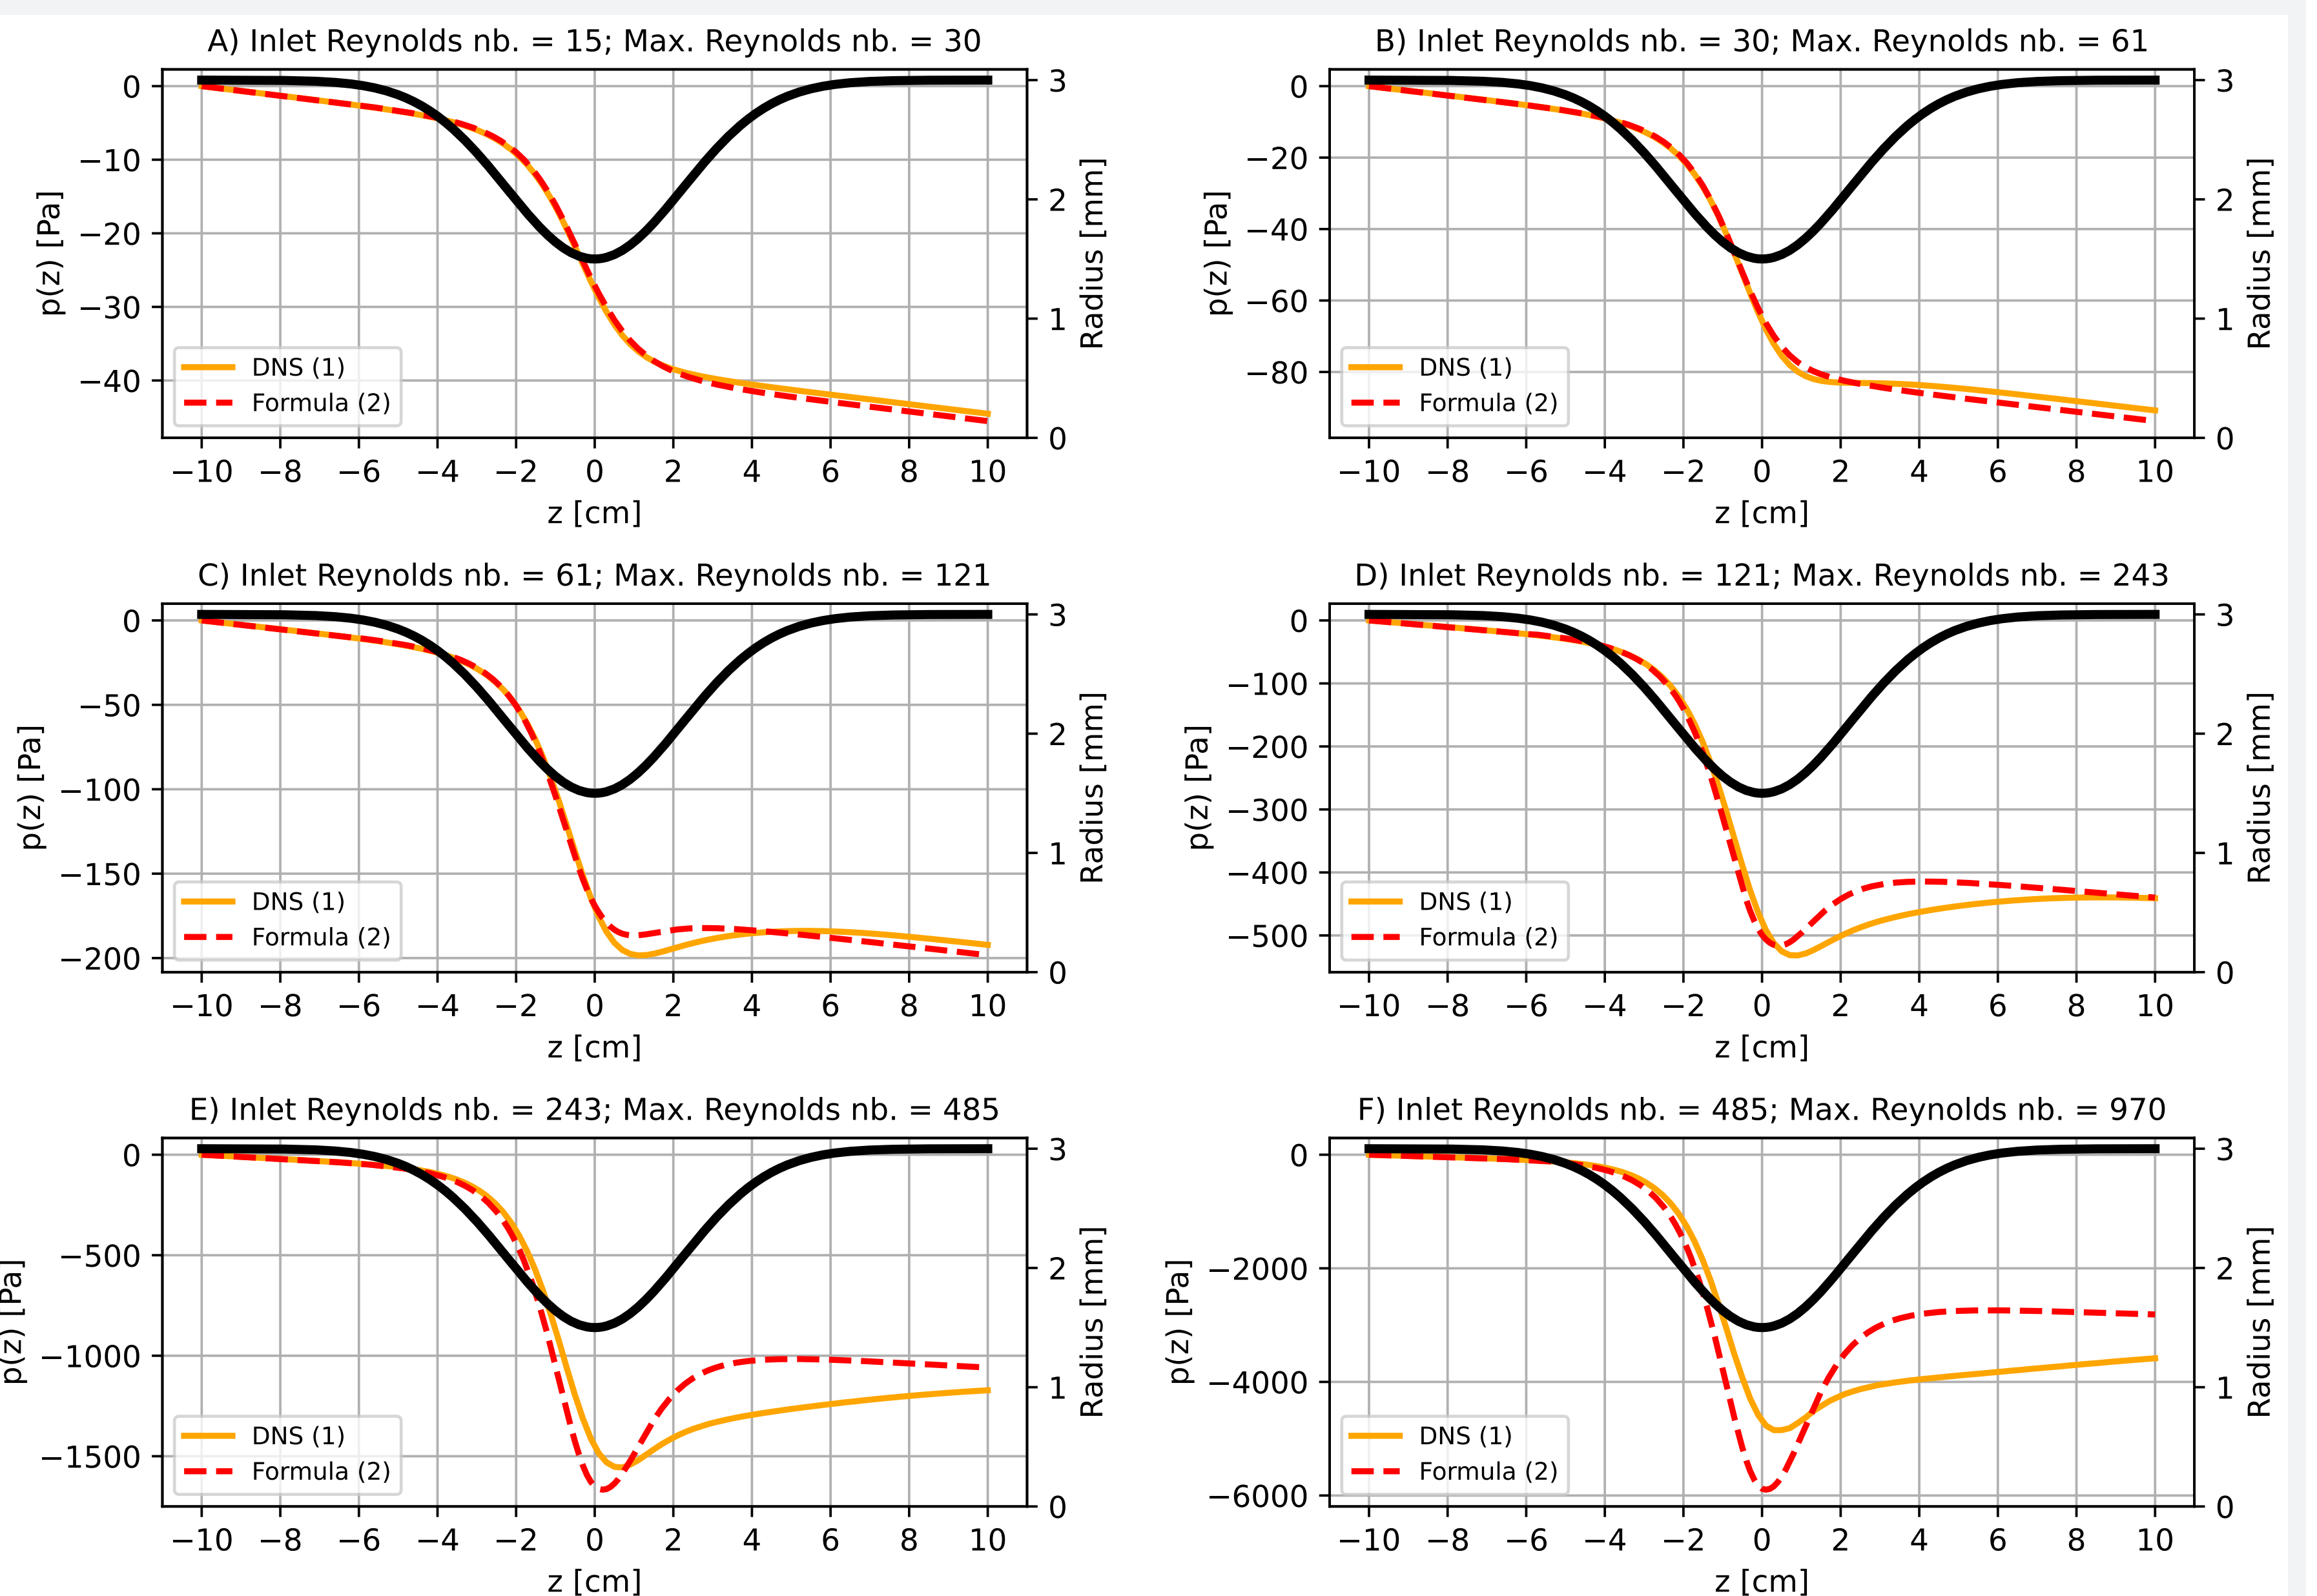 A) Inlet Reynolds nb. = 15; Max. Reynolds nb. = 30
0
−10
−20
−30
−40
p(z) [Pa]
3
2
1
0
Radius [mm]
DNS (1)
Formula (2)
−10 −8 −6 −4 −2 0 2 4 6 8 10
z [cm]
B) Inlet Reynolds nb. = 30; Max. Reynolds nb. = 61
0
−20
−40
−60
−80
p(z) [Pa]
3
2
1
0
Radius [mm]
DNS (1)
Formula (2)
−10 −8 −6 −4 −2 0 2 4 6 8 10
z [cm]
C) Inlet Reynolds nb. = 61; Max. Reynolds nb. = 121
0
−50
−100
−150
−200
p(z) [Pa]
3
2
1
0
Radius [mm]
DNS (1)
Formula (2)
−10 −8 −6 −4 −2 0 2 4 6 8 10
z [cm]
D) Inlet Reynolds nb. = 121; Max. Reynolds nb. = 243
0
−100
−200
−300
−400
−500
p(z) [Pa]
3
2
1
0
Radius [mm]
DNS (1)
Formula (2)
−10 −8 −6 −4 −2 0 2 4 6 8 10
z [cm]
E) Inlet Reynolds nb. = 243; Max. Reynolds nb. = 485
0
−500
−1000
−1500
p(z) [Pa]
3
2
1
0
Radius [mm]
DNS (1)
Formula (2)
−10 −8 −6 −4 −2 0 2 4 6 8 10
z [cm]
F) Inlet Reynolds nb. = 485; Max. Reynolds nb. = 970
0
−2000
−4000
−6000
p(z) [Pa]
3
2
1
0
Radius [mm]
DNS (1)
Formula (2)
−10 −8 −6 −4 −2 0 2 4 6 8 10
z [cm]